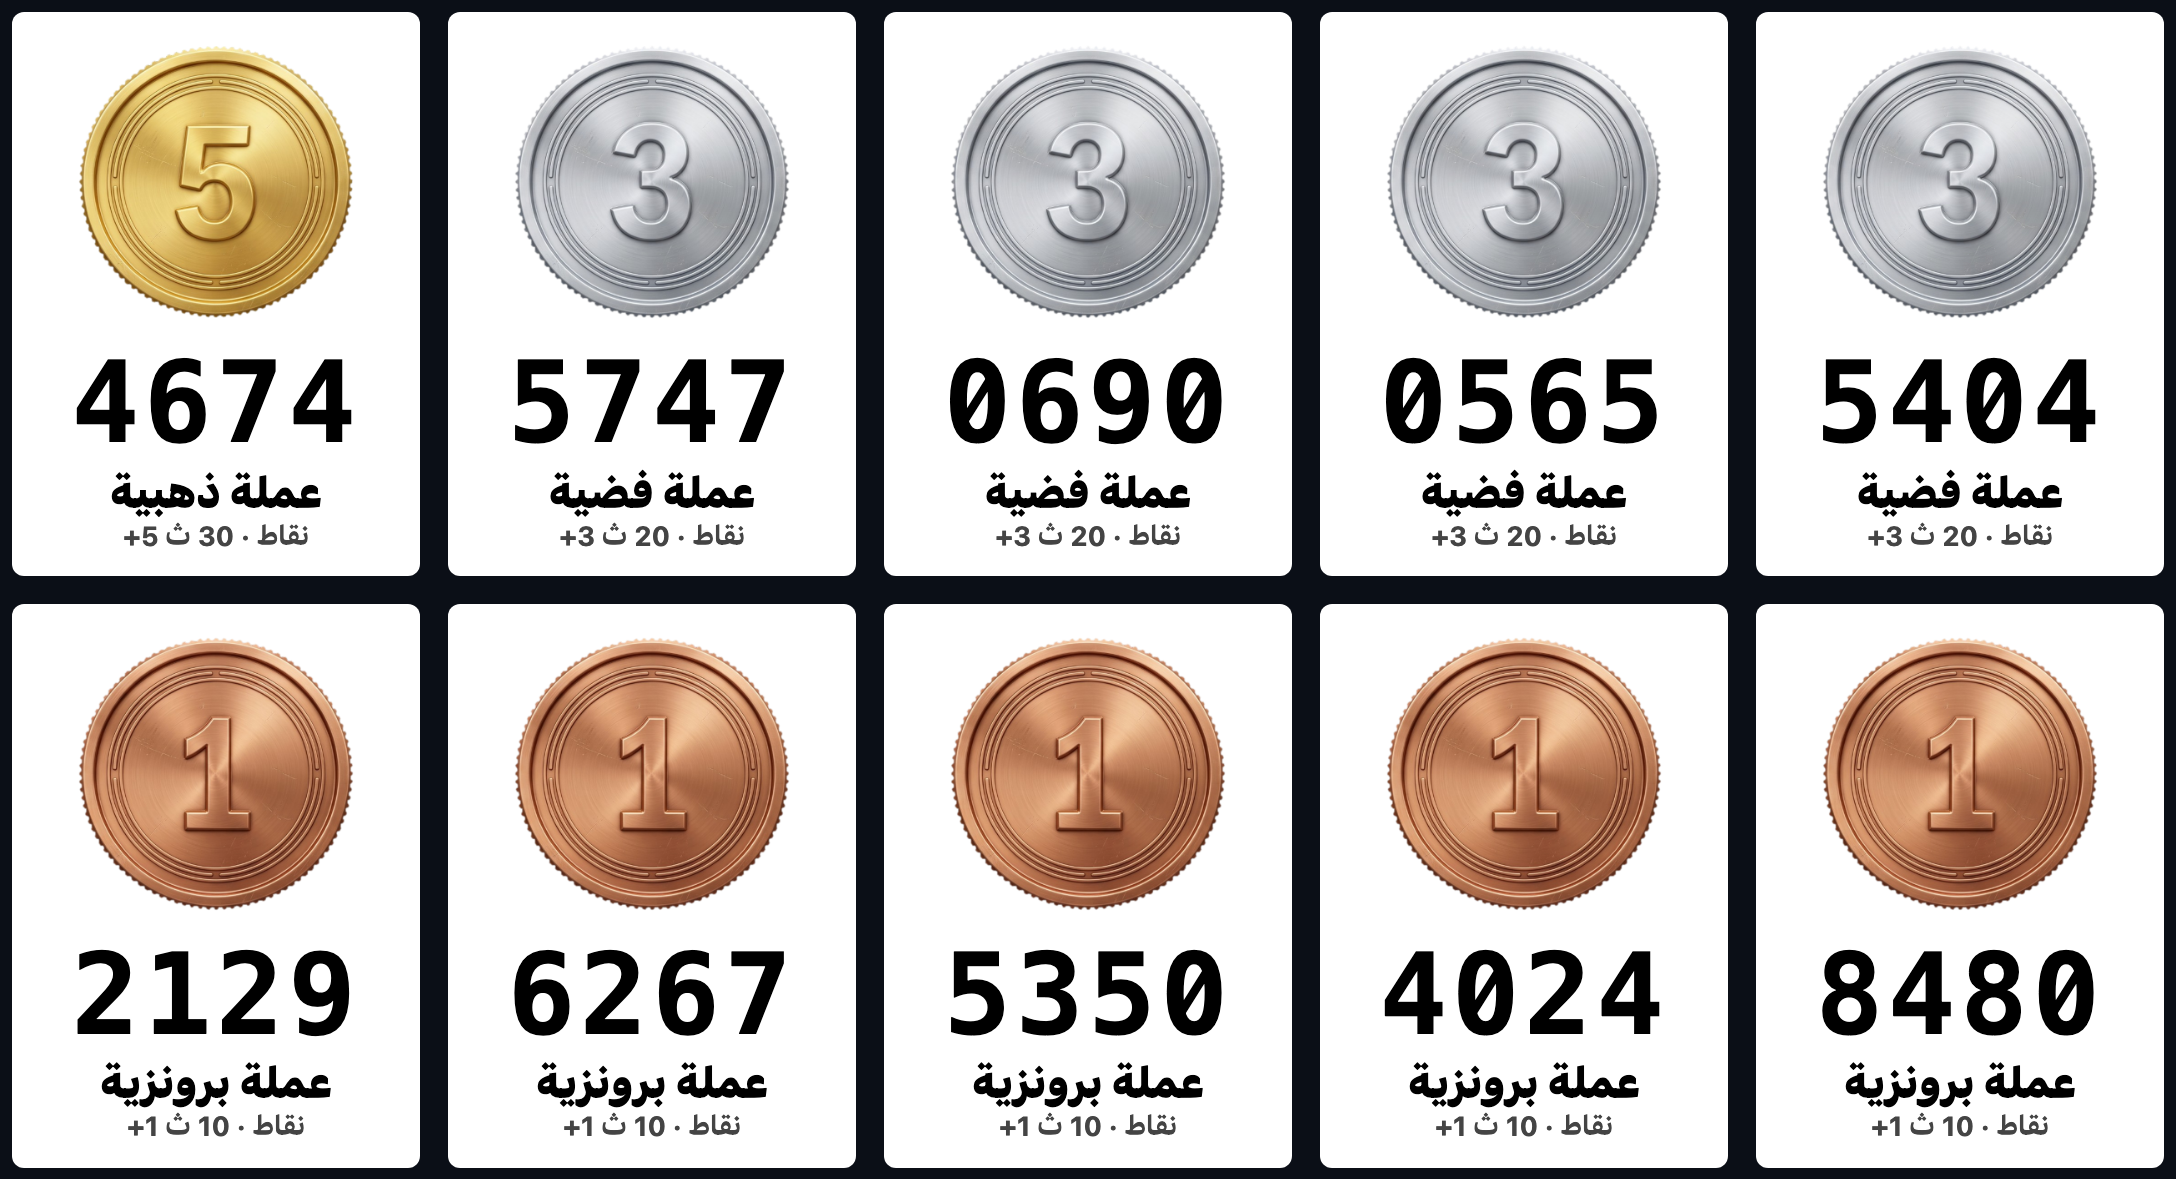 5
4674
عملة ذهبية
+5 نقاط · 30 ث
3
5747
عملة فضية
+3 نقاط · 20 ث
3
0690
عملة فضية
+3 نقاط · 20 ث
3
0565
عملة فضية
+3 نقاط · 20 ث
3
5404
عملة فضية
+3 نقاط · 20 ث
1
2129
عملة برونزية
+1 نقاط · 10 ث
1
6267
عملة برونزية
+1 نقاط · 10 ث
1
5350
عملة برونزية
+1 نقاط · 10 ث
1
4024
عملة برونزية
+1 نقاط · 10 ث
1
8480
عملة برونزية
+1 نقاط · 10 ث